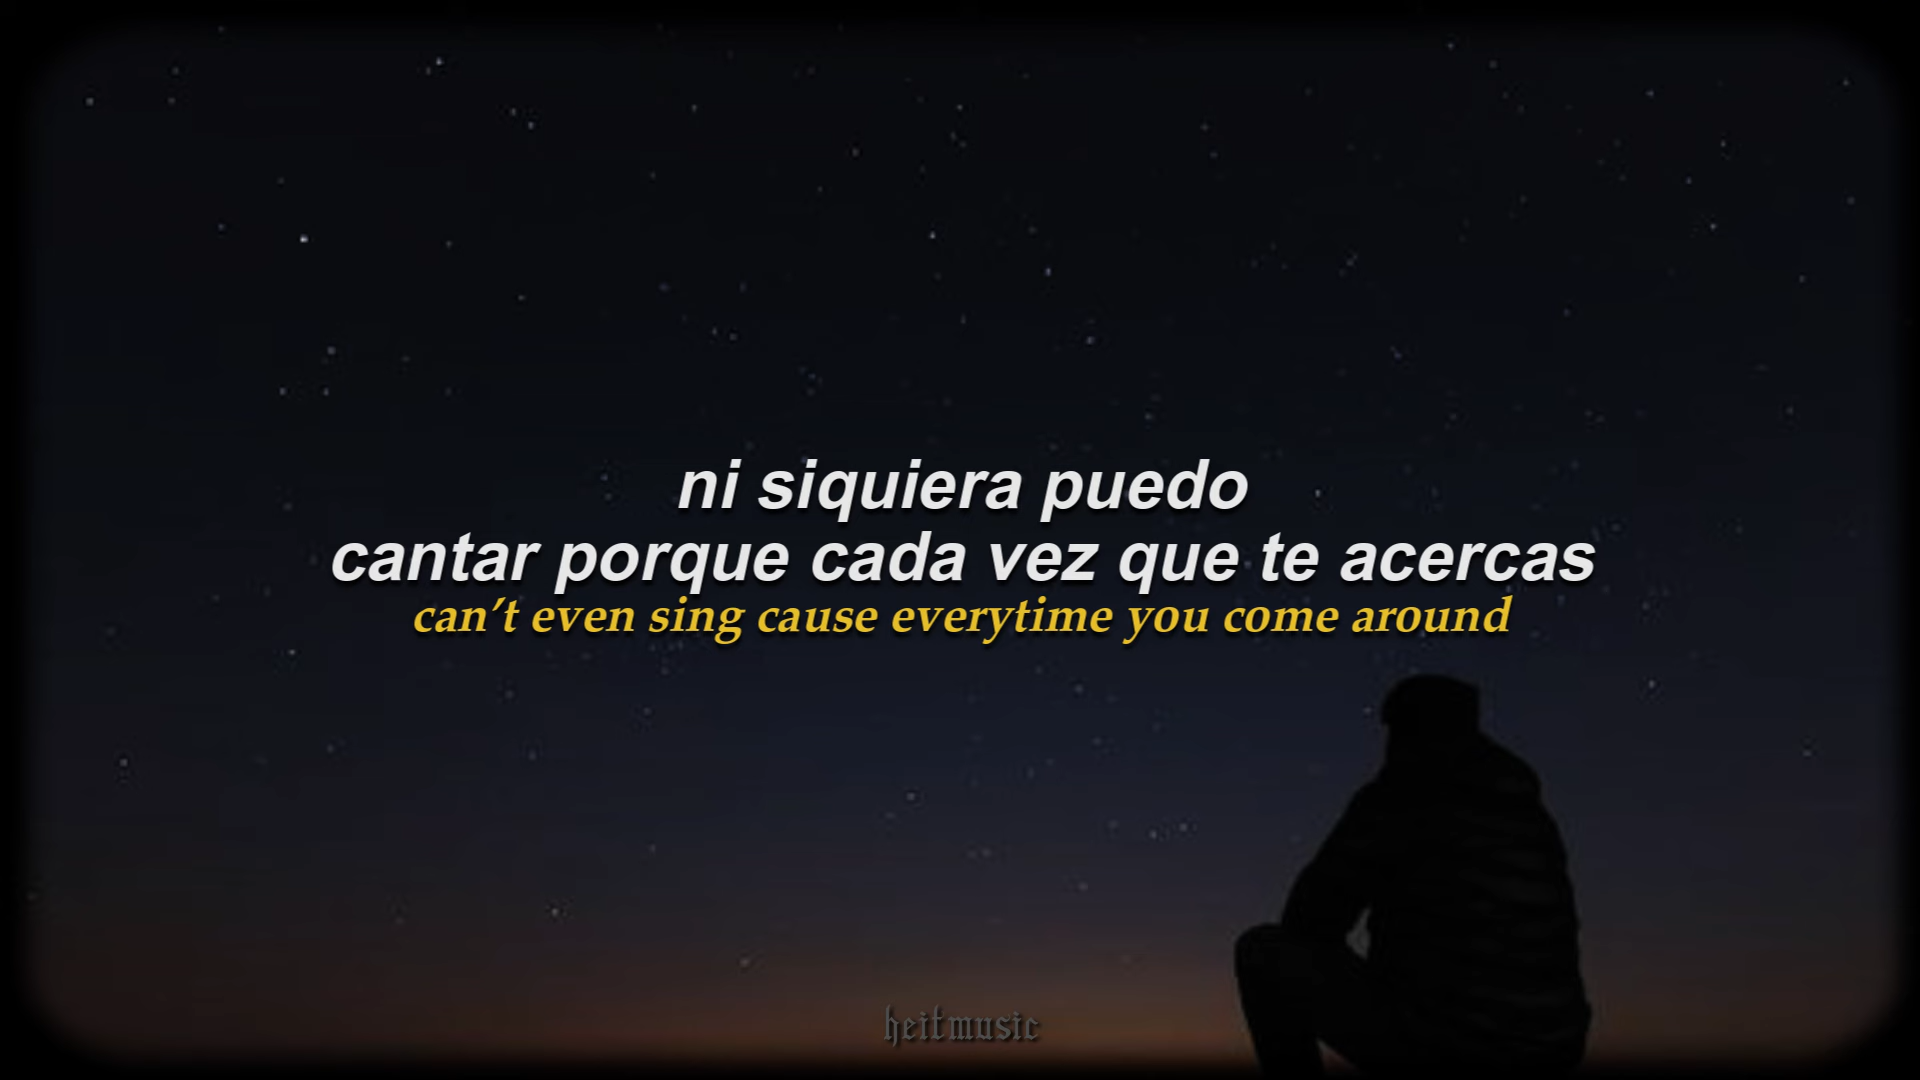 ni siquiera puedo
cantar porque cada vez que te acercas
can't even sing cause everytime you come around
heitmusic